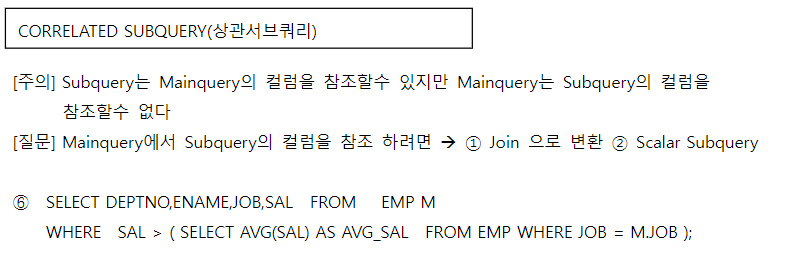 CORRELATED SUBQUERY(상관서브쿼리)
[주의] Subquery는 Mainquery의 컬럼을 참조할수 있지만 Mainquery는 Subquery의 컬럼을
참조할수 없다
[질문] Mainquery에서 Subquery의 컬럼을 참조 하려면 → ① Join 으로 변환 ② Scalar Subquery
⑥ SELECT DEPTNO,ENAME,JOB,SAL FROM EMP M
WHERE SAL > ( SELECT AVG(SAL) AS AVG_SAL FROM EMP WHERE JOB = M.JOB );